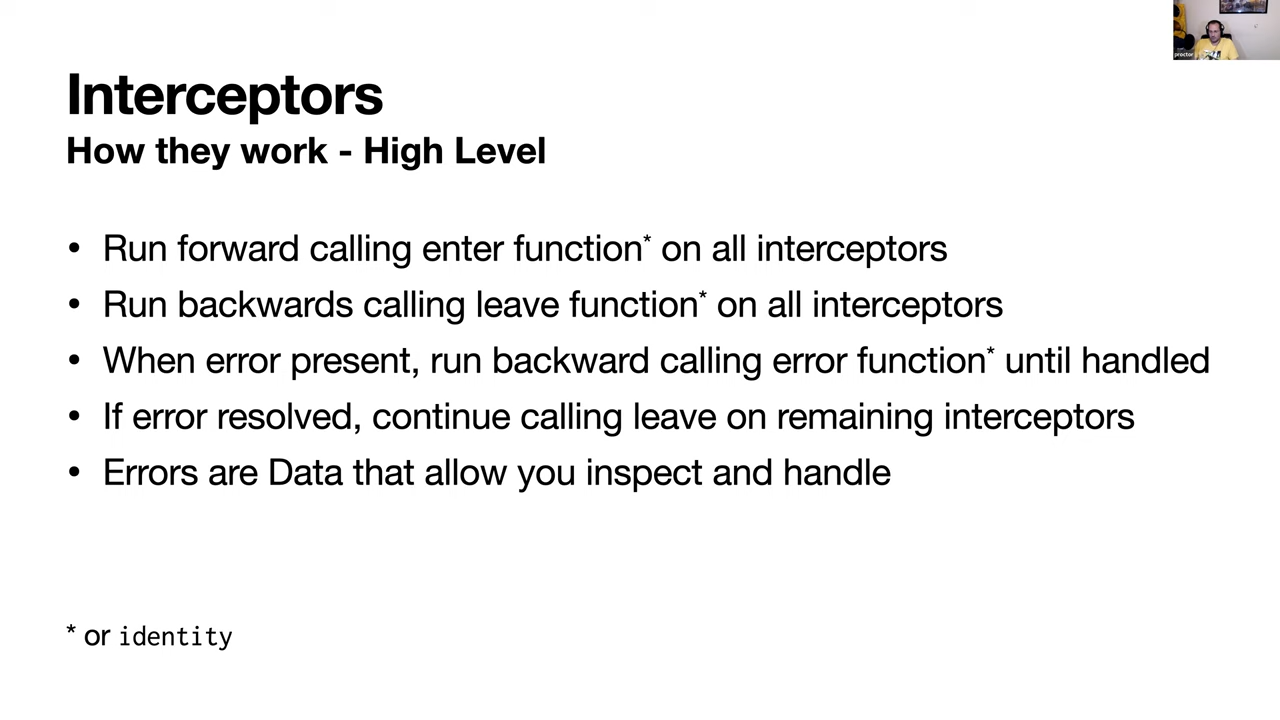 Interceptors
How they work - High Level
• Run forward calling enter function* on all interceptors
• Run backwards calling leave function* on all interceptors
• When error present, run backward calling error function* until handled
• If error resolved, continue calling leave on remaining interceptors
• Errors are Data that allow you inspect and handle
* or identity
proctor